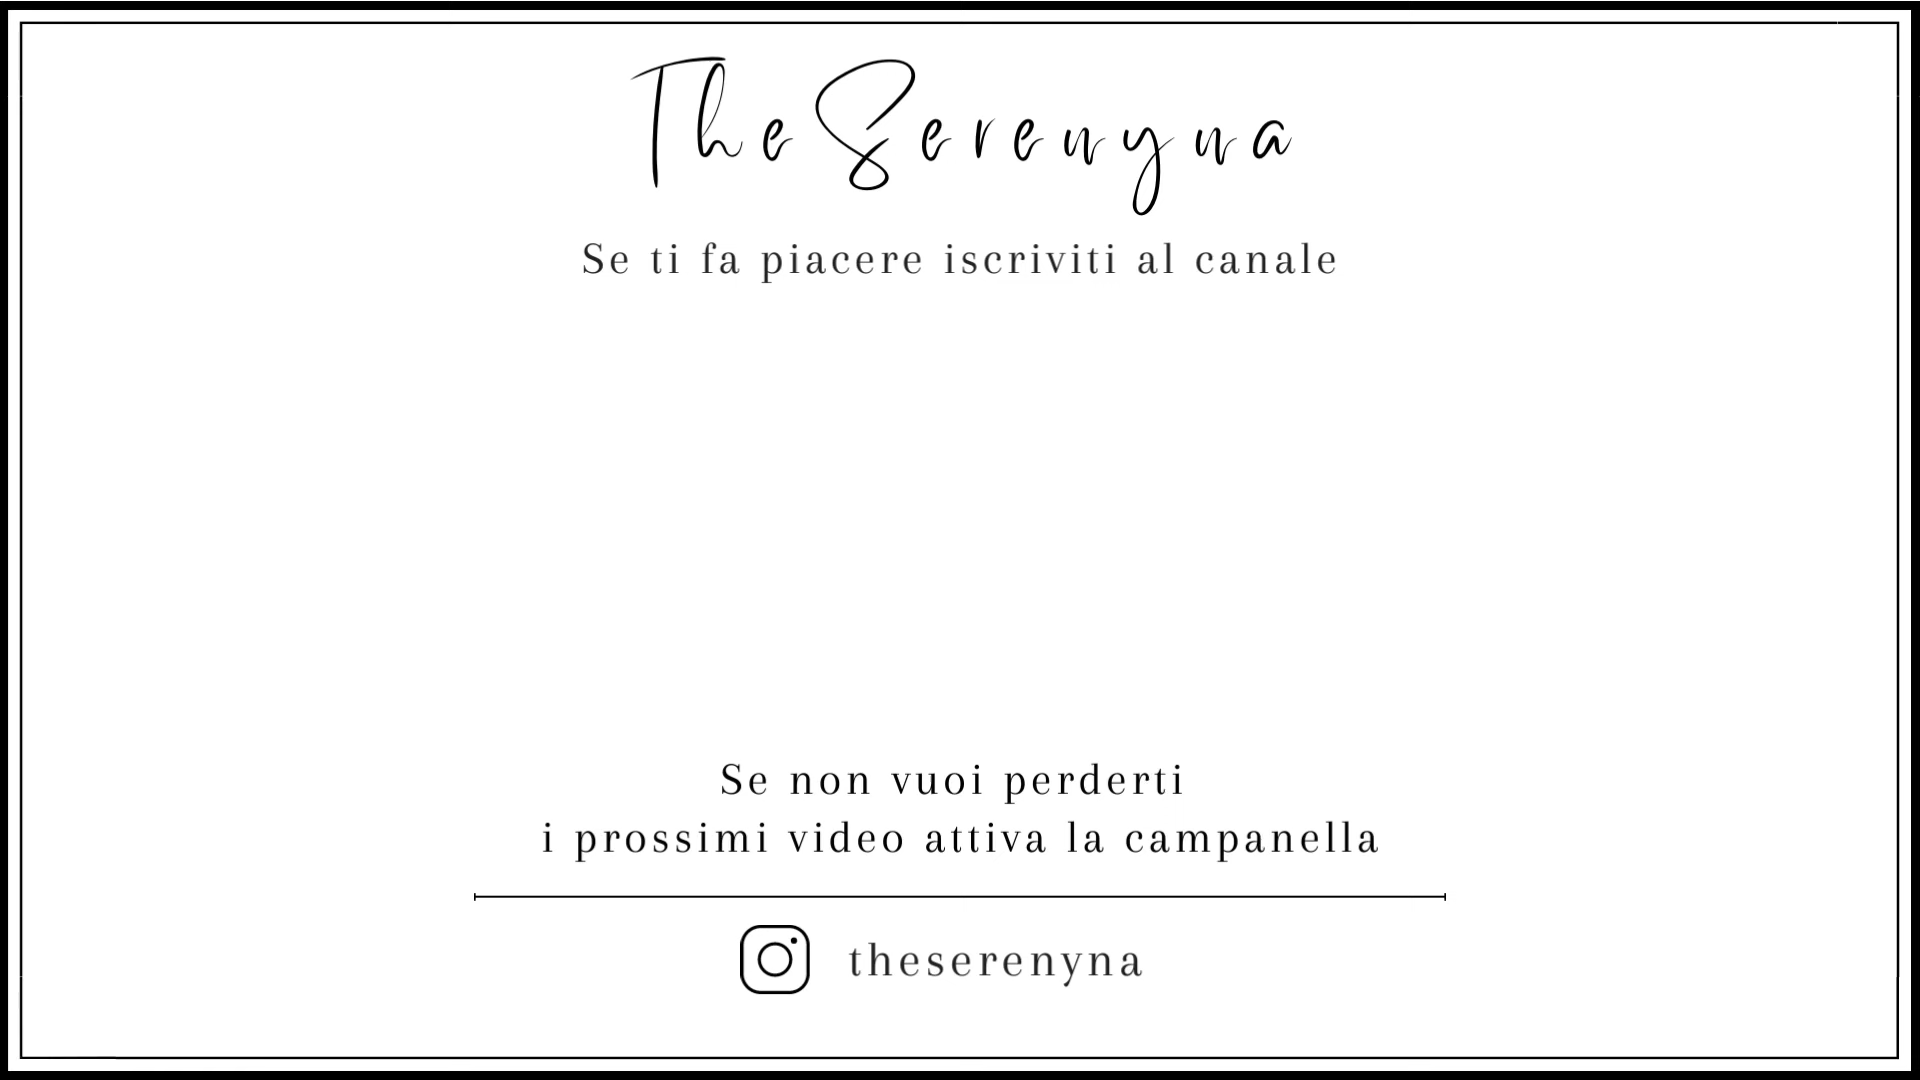 TheSerenyna
Se ti fa piacere iscriviti al canale
Se non vuoi perderti
i prossimi video attiva la campanella
theserenyna